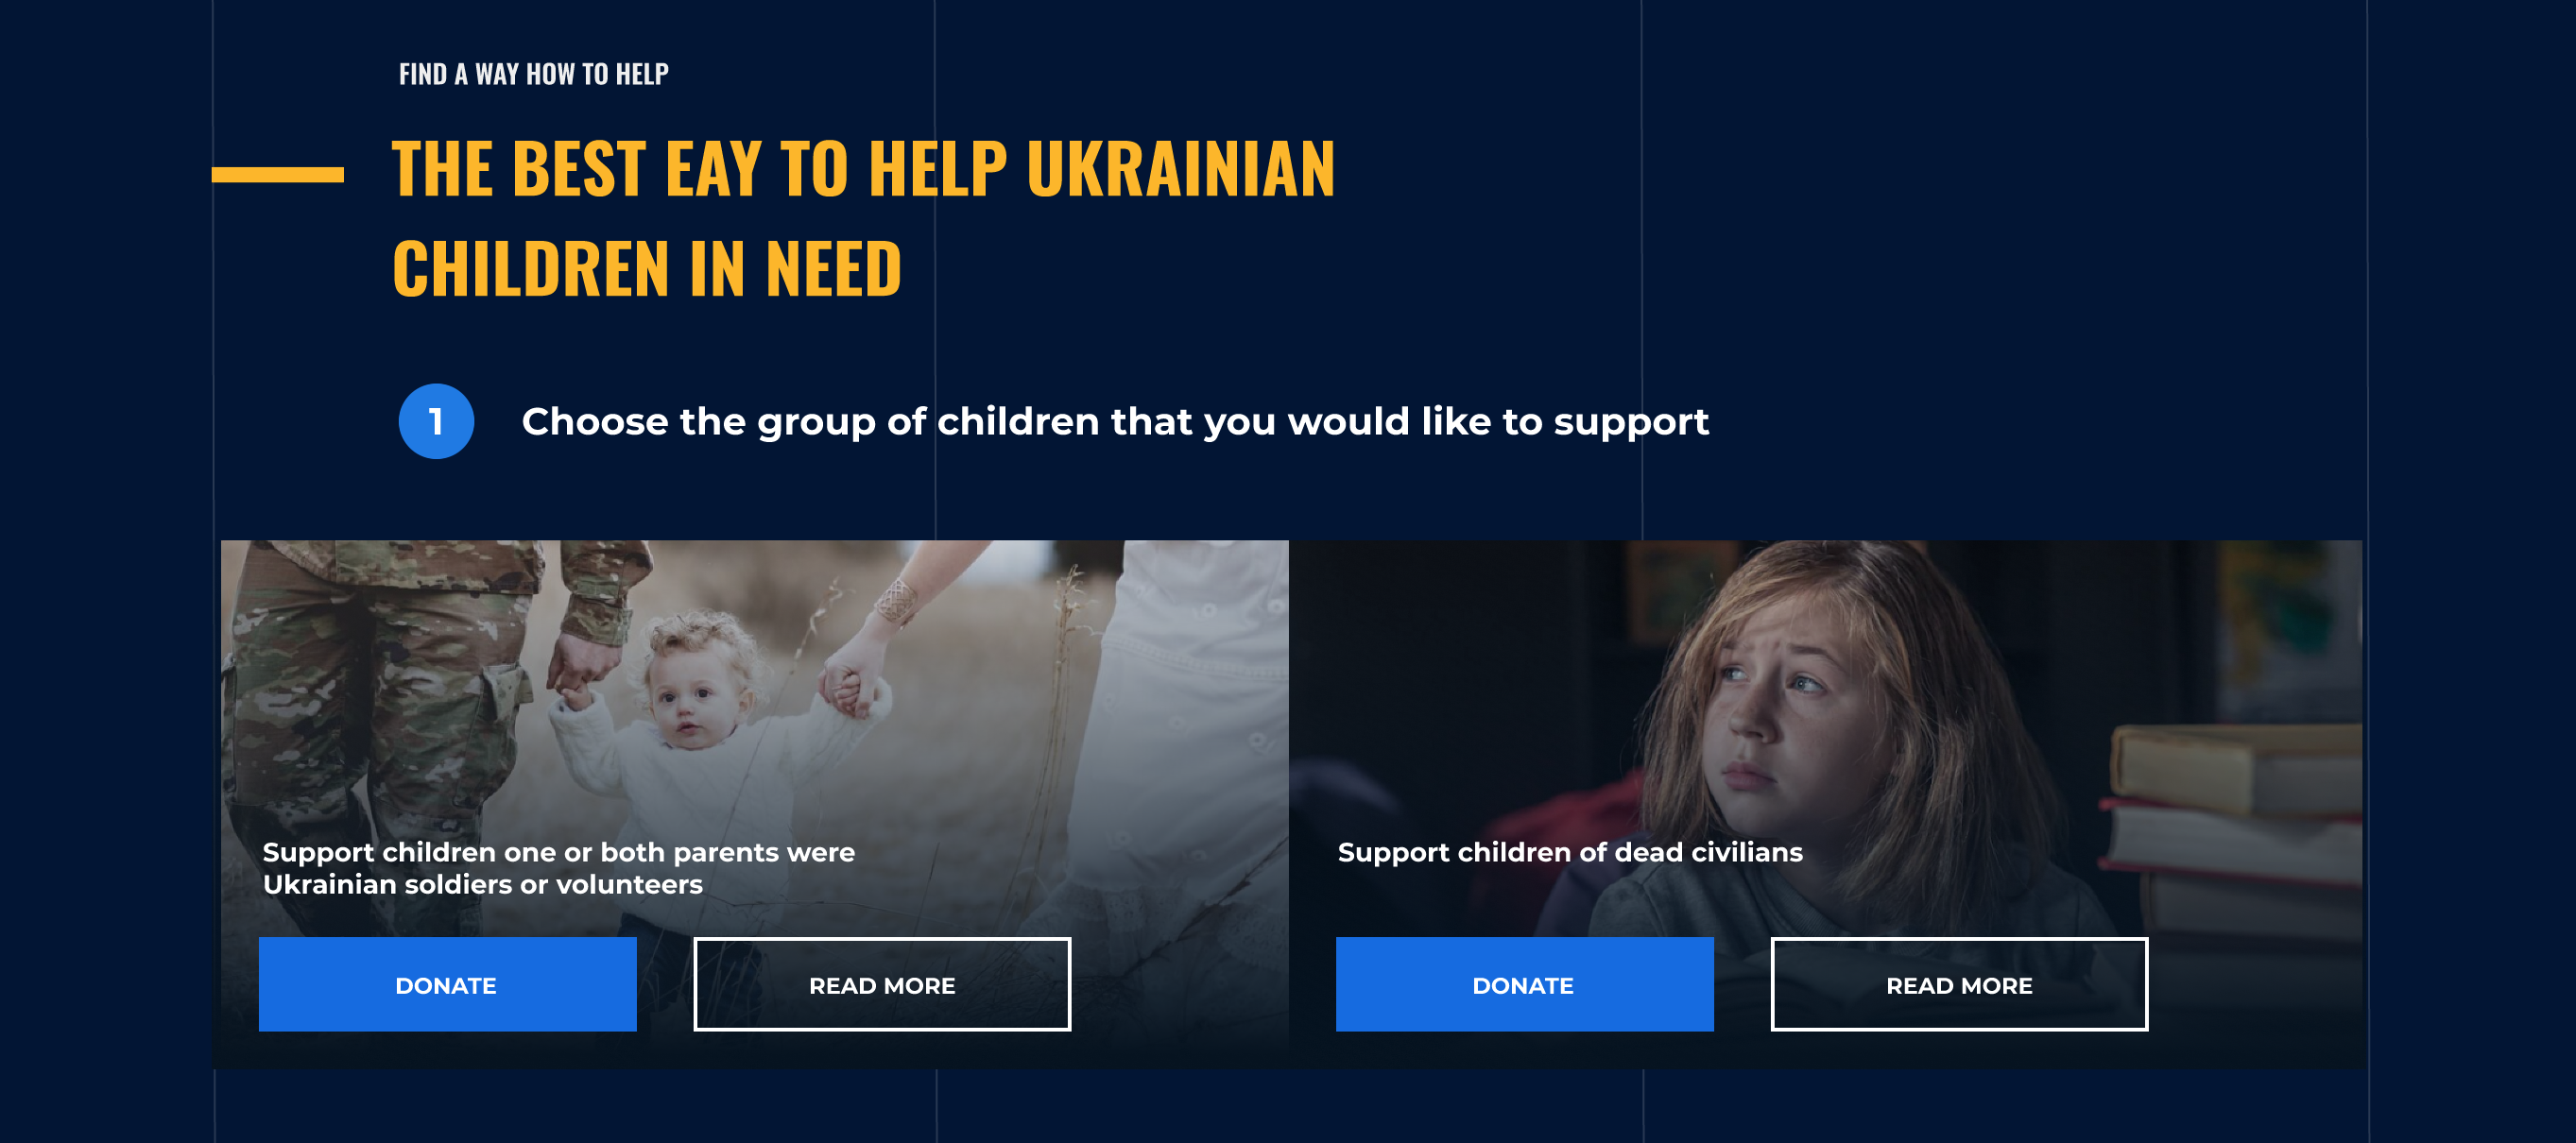 FIND A WAY HOW TO HELP
THE BEST EAY TO HELP UKRAINIAN
CHILDREN IN NEED
1 Choose the group of children that you would like to support
Support children one or both parents were
Ukrainian soldiers or volunteers
DONATE
READ MORE
Support children of dead civilians
DONATE
READ MORE